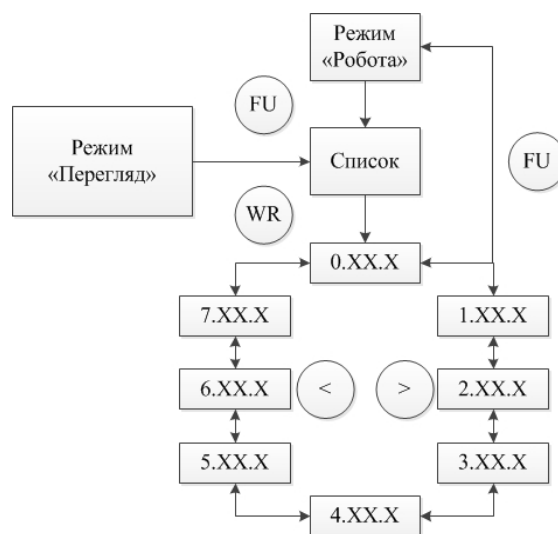 Режим
«Робота»
FU
Режим
«Перегляд»
Список
FU
WR
0.XX.X
7.XX.X
1.XX.X
6.XX.X
<
>
2.XX.X
5.XX.X
3.XX.X
4.XX.X